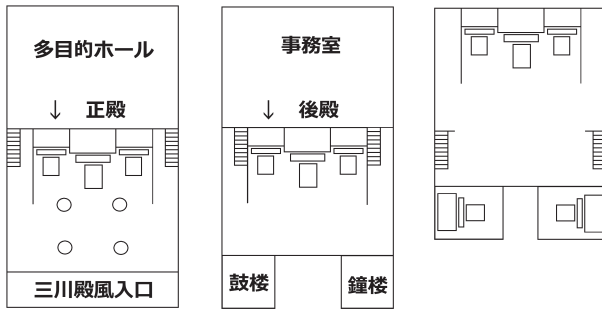 多目的ホール
↓ 正殿
三川殿風入口
事務室
↓ 後殿
鼓楼
鐘楼